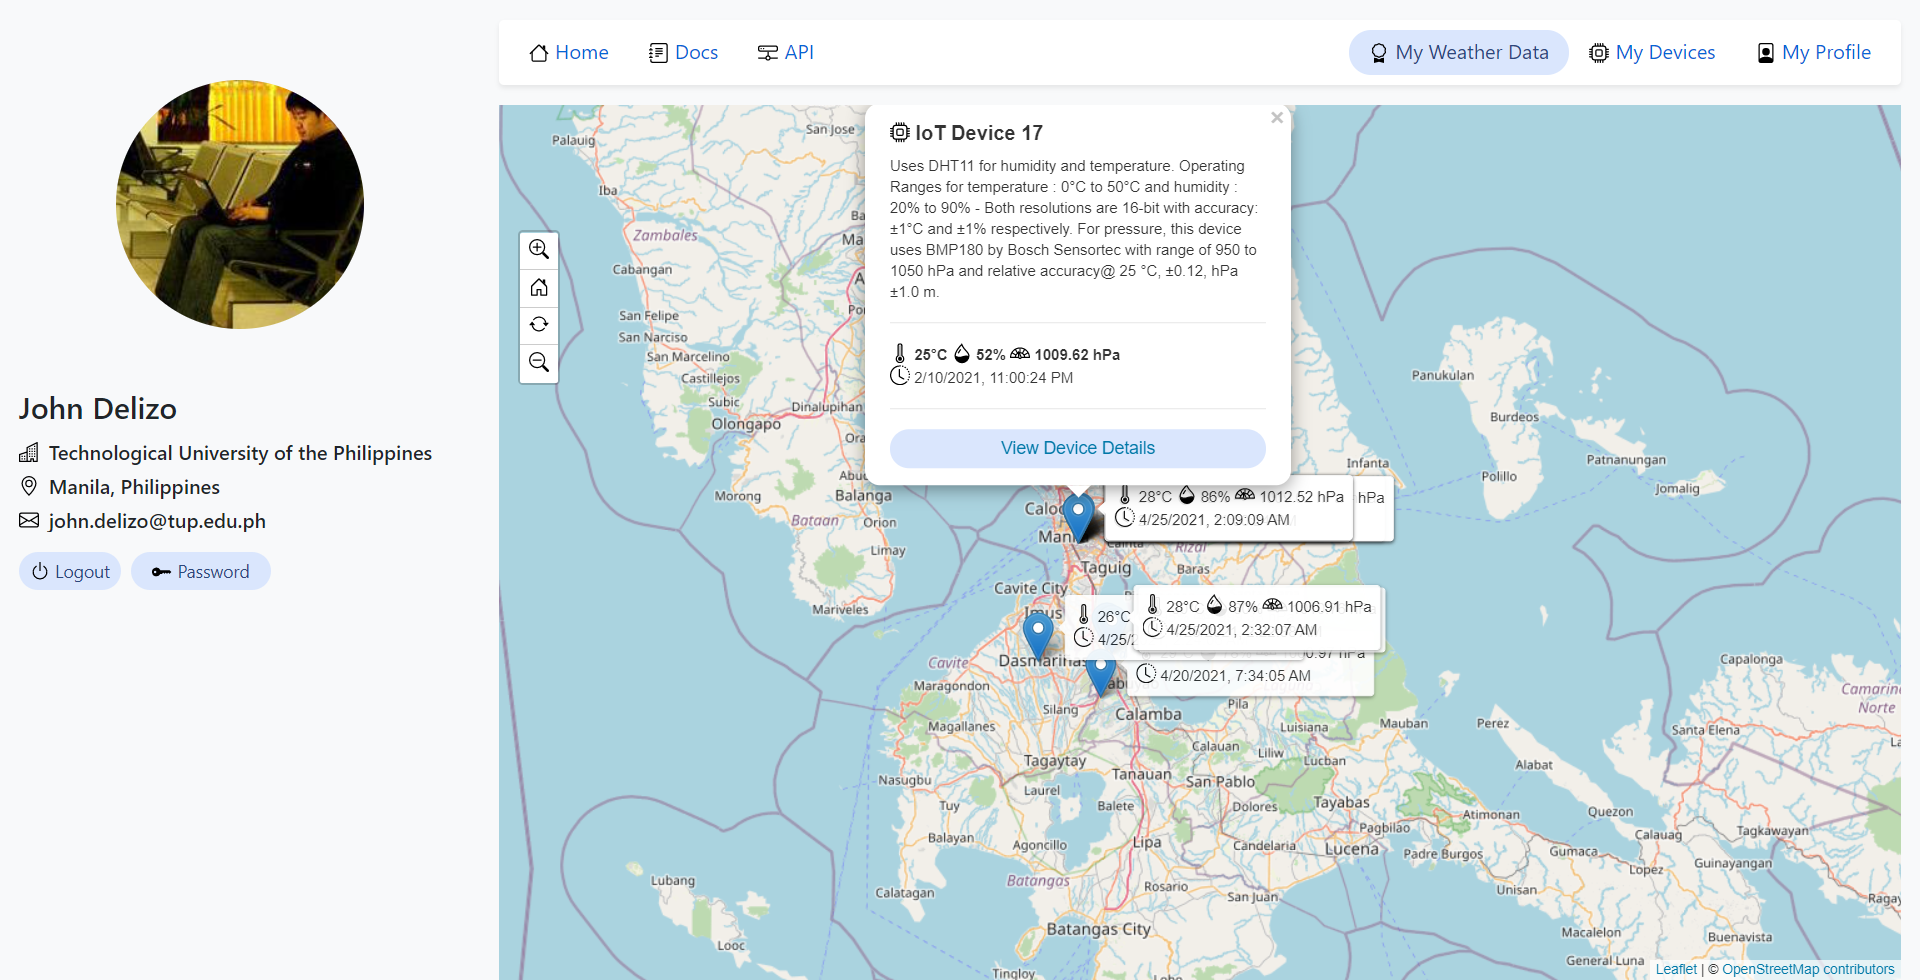 Home
Docs
API
My Weather Data
My Devices
My Profile
John Delizo
Technological University of the Philippines
Manila, Philippines
john.delizo@tup.edu.ph
Logout
Password
IoT Device 17
×
Uses DHT11 for humidity and temperature. Operating
Ranges for temperature : 0°C to 50°C and humidity :
20% to 90% - Both resolutions are 16-bit with accuracy:
±1°C and ±1% respectively. For pressure, this device
uses BMP180 by Bosch Sensortec with range of 950 to
1050 hPa and relative accuracy@ 25 °C, ±0.12, hPa
±1.0 m.
25°C 52% 1009.62 hPa
2/10/2021, 11:00:24 PM
View Device Details
28°C 86% 1012.52 hPa
4/25/2021, 2:09:09 AM
hPa
26°C
4/25/2
28°C 87% 1006.91 hPa
4/25/2021, 2:32:07 AM
4/20/2021, 7:34:05 AM
Palauig
San Jose
Iba
Zambales
Cabangan
San Felipe
San Narciso
San Marcelino
Castillejos
Subic
Dinalupihan
Olongapo
Morong
Balanga
Bataan
Orion
Limay
Mariveles
Cavite City
Taguig
Cainta
Rizal
Baras
Imus
Dasmariñas
Cavite
Maragondon
Silang
Magallanes
Calamba
Pila
Luisiana
Calauan
Liliw
Lucban
Mauban
Infanta
Panukulan
Burdeos
Polillo
Patnanungan
Jomalig
Capalonga
Camarin
Norte
Perez
Santa Elena
Alabat
Tagaytay
Tanauan
San Pablo
Nasugbu
Laurel
Tuy
Balete
Dolores
Tayabas
Atimonan
Quezon
Calauag
Tagkawayan
Balayan
Agoncillo
Lipa
Candelaria
Pagbilao
Lucena
Padre Burgos
Gumaca
Lopez
Guinayangan
Lubang
Calatagan
Batangas
Rosario
San Juan
Unisan
Ragay
Looc
Batangas City
Macalelon
Buenavista
General Luna
Tingloy
Lobo
Leaflet | © OpenStreetMap contributors